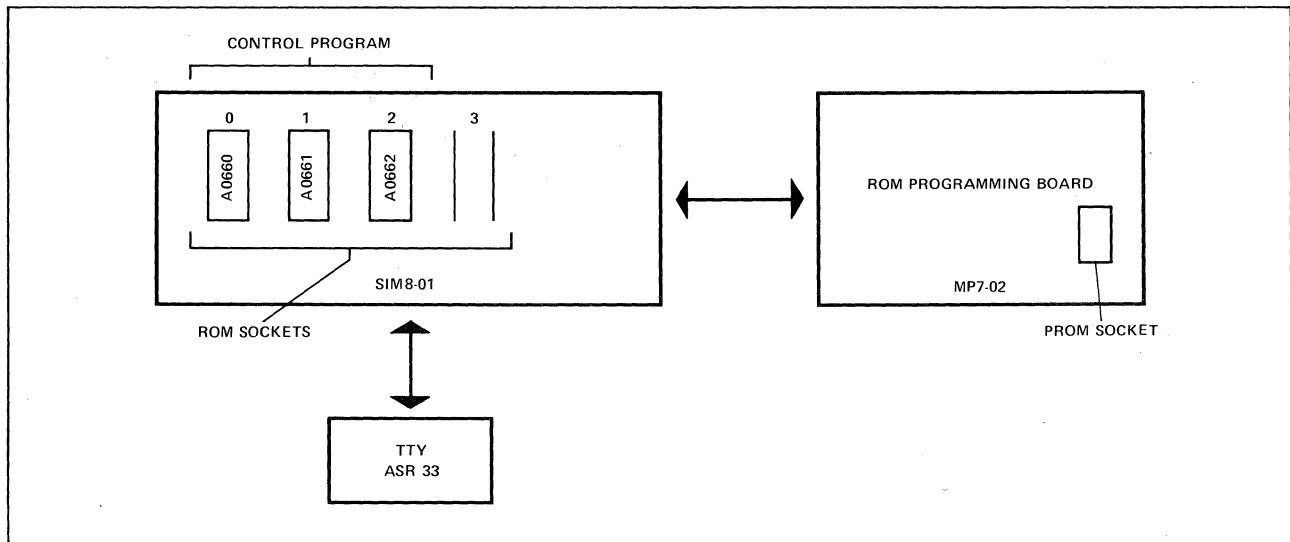 CONTROL PROGRAM
0 1 2 3
A0660 A0661 A0662
SIM8-01
ROM SOCKETS
ROM PROGRAMMING BOARD
MP7-02
PROM SOCKET
TTY
ASR 33